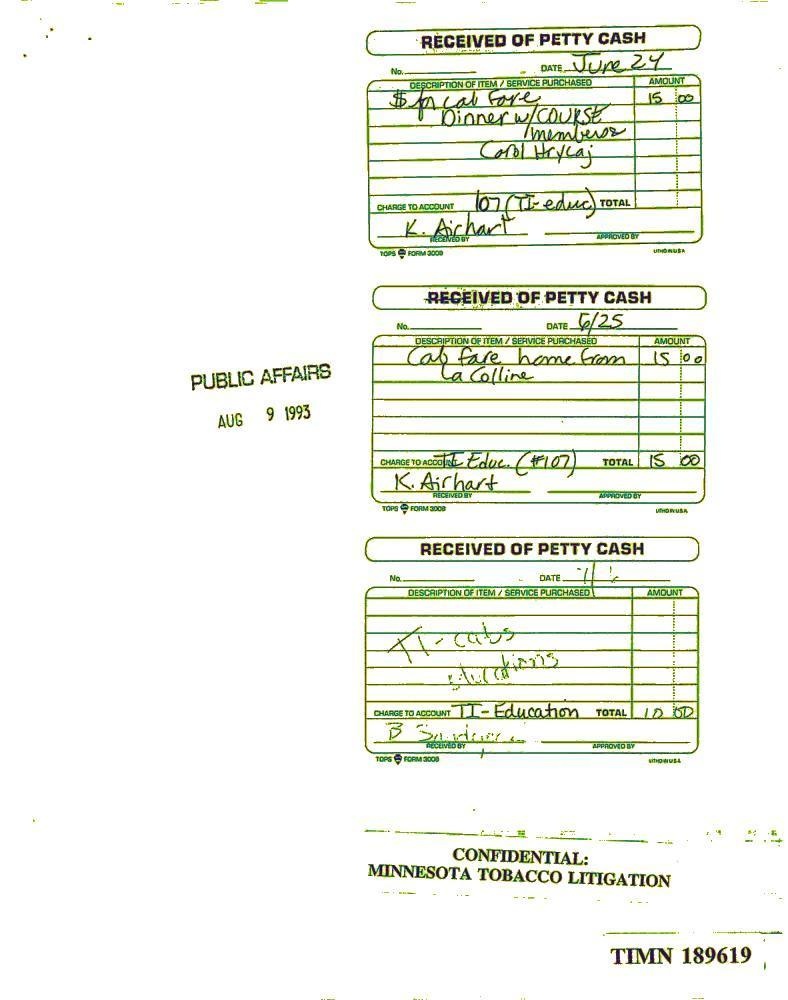 RECEIVED OF PETTY CASH
No. DATE June 24
DESCRIPTION OF ITEM / SERVICE PURCHASED AMOUNT
$ for Cab Fare 15 00
Dinner w/COURSE
members
Carol Hrycaj
CHARGE TO ACCOUNT 107 (TI-educ) TOTAL
K. Airhart
RECEIVED BY APPROVED BY
TOPS FORM 3008 LITHO IN USA
RECEIVED OF PETTY CASH
No. DATE 6/25
DESCRIPTION OF ITEM / SERVICE PURCHASED AMOUNT
Cab fare home from 15 00
La Colline
PUBLIC AFFAIRS
AUG 9 1993
CHARGE TO ACCOUNT TI Educ. (#107) TOTAL 15 00
K. Airhart
RECEIVED BY APPROVED BY
TOPS FORM 3008 LITHO IN USA
RECEIVED OF PETTY CASH
No. DATE
DESCRIPTION OF ITEM / SERVICE PURCHASED AMOUNT
TI-cabs
CHARGE TO ACCOUNT TI-Education TOTAL 10 00
B
RECEIVED BY APPROVED BY
TOPS FORM 3008 LITHO IN USA
CONFIDENTIAL:
MINNESOTA TOBACCO LITIGATION
TIMN 189619